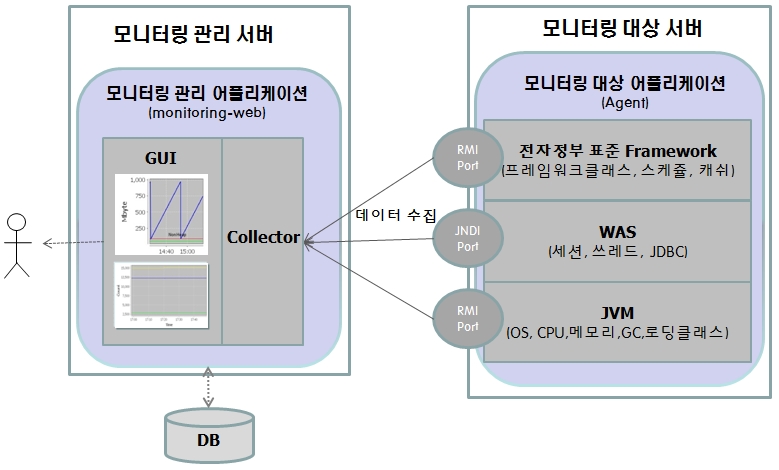 모니터링 관리 서버
모니터링 관리 어플리케이션
(monitoring-web)
GUI
1,000
750
500
250
Mbyte
14:40 15:00
Collector
데이터 수집
DB
모니터링 대상 서버
모니터링 대상 어플리케이션
(Agent)
RMI
Port
전자정부 표준 Framework
(프레임워크클래스, 스케쥴, 캐쉬)
JNDI
Port
WAS
(세션, 쓰레드, JDBC)
RMI
Port
JVM
(OS, CPU,메모리,GC,로딩클래스)